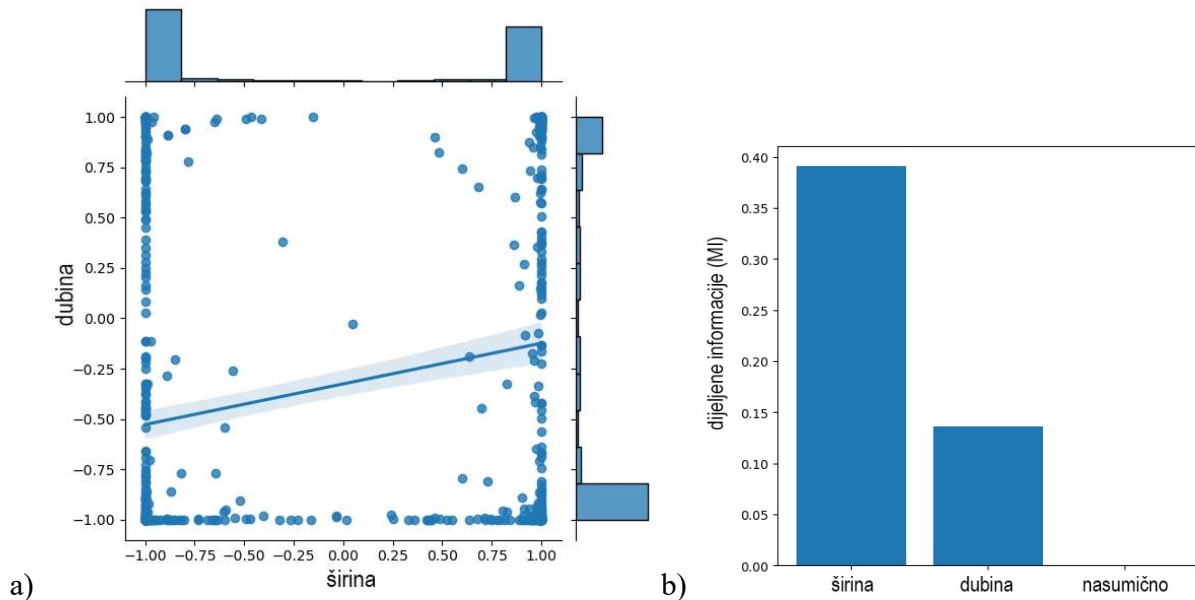 1.00
0.75
0.50
0.25
0.00
−0.25
−0.50
−0.75
−1.00
dubina
−1.00 −0.75 −0.50 −0.25 0.00 0.25 0.50 0.75 1.00
širina
a)
0.40
0.35
0.30
0.25
0.20
0.15
0.10
0.05
0.00
dijeljene informacije (MI)
širina dubina nasumično
b)